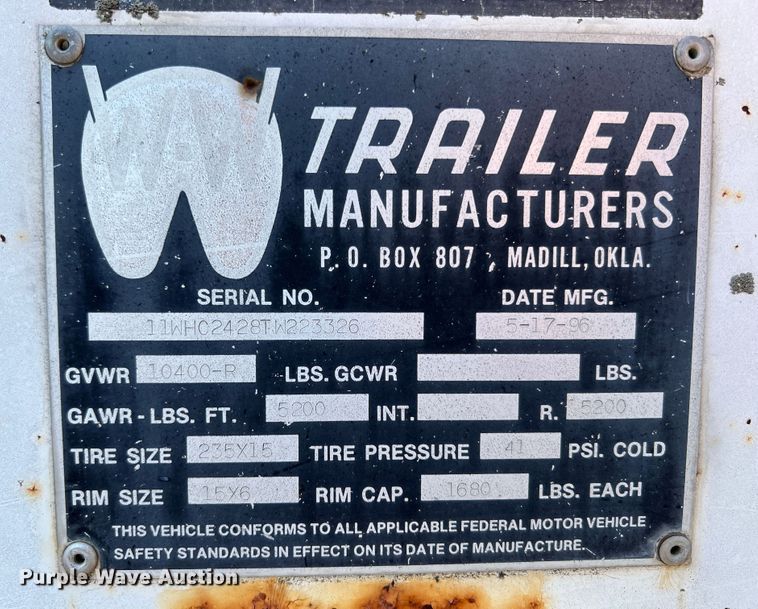 W-W
TRAILER
MANUFACTURERS
P. O. BOX 807, MADILL, OKLA.
SERIAL NO. DATE MFG.
11WHC2428TW223326 5-17-96
GVWR 10400-R LBS. GCWR LBS.
GAWR - LBS. FT. 5200 INT. R. 5200
TIRE SIZE 235X15 TIRE PRESSURE 41 PSI. COLD
RIM SIZE 15X6 RIM CAP. 1680 LBS. EACH
THIS VEHICLE CONFORMS TO ALL APPLICABLE FEDERAL MOTOR VEHICLE
SAFETY STANDARDS IN EFFECT ON ITS DATE OF MANUFACTURE.
Purple Wave Auction